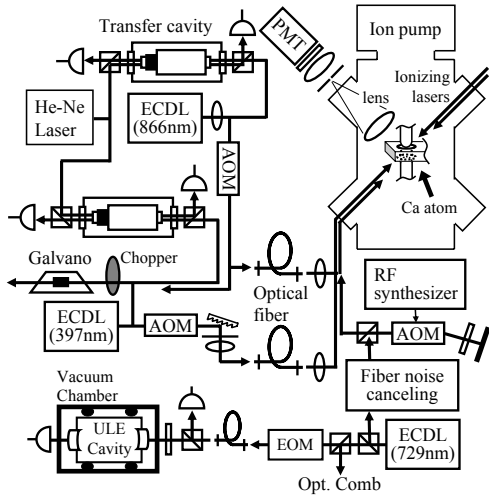 Transfer cavity
Ion pump
PMT
Ionizing
lasers
lens
He-Ne
Laser
ECDL
(866nm)
AOM
Ca atom
Galvano
Chopper
Optical
fiber
RF
synthesizer
ECDL
(397nm)
AOM
AOM
Vacuum
Chamber
Fiber noise
canceling
ULE
Cavity
EOM
ECDL
(729nm)
Opt. Comb